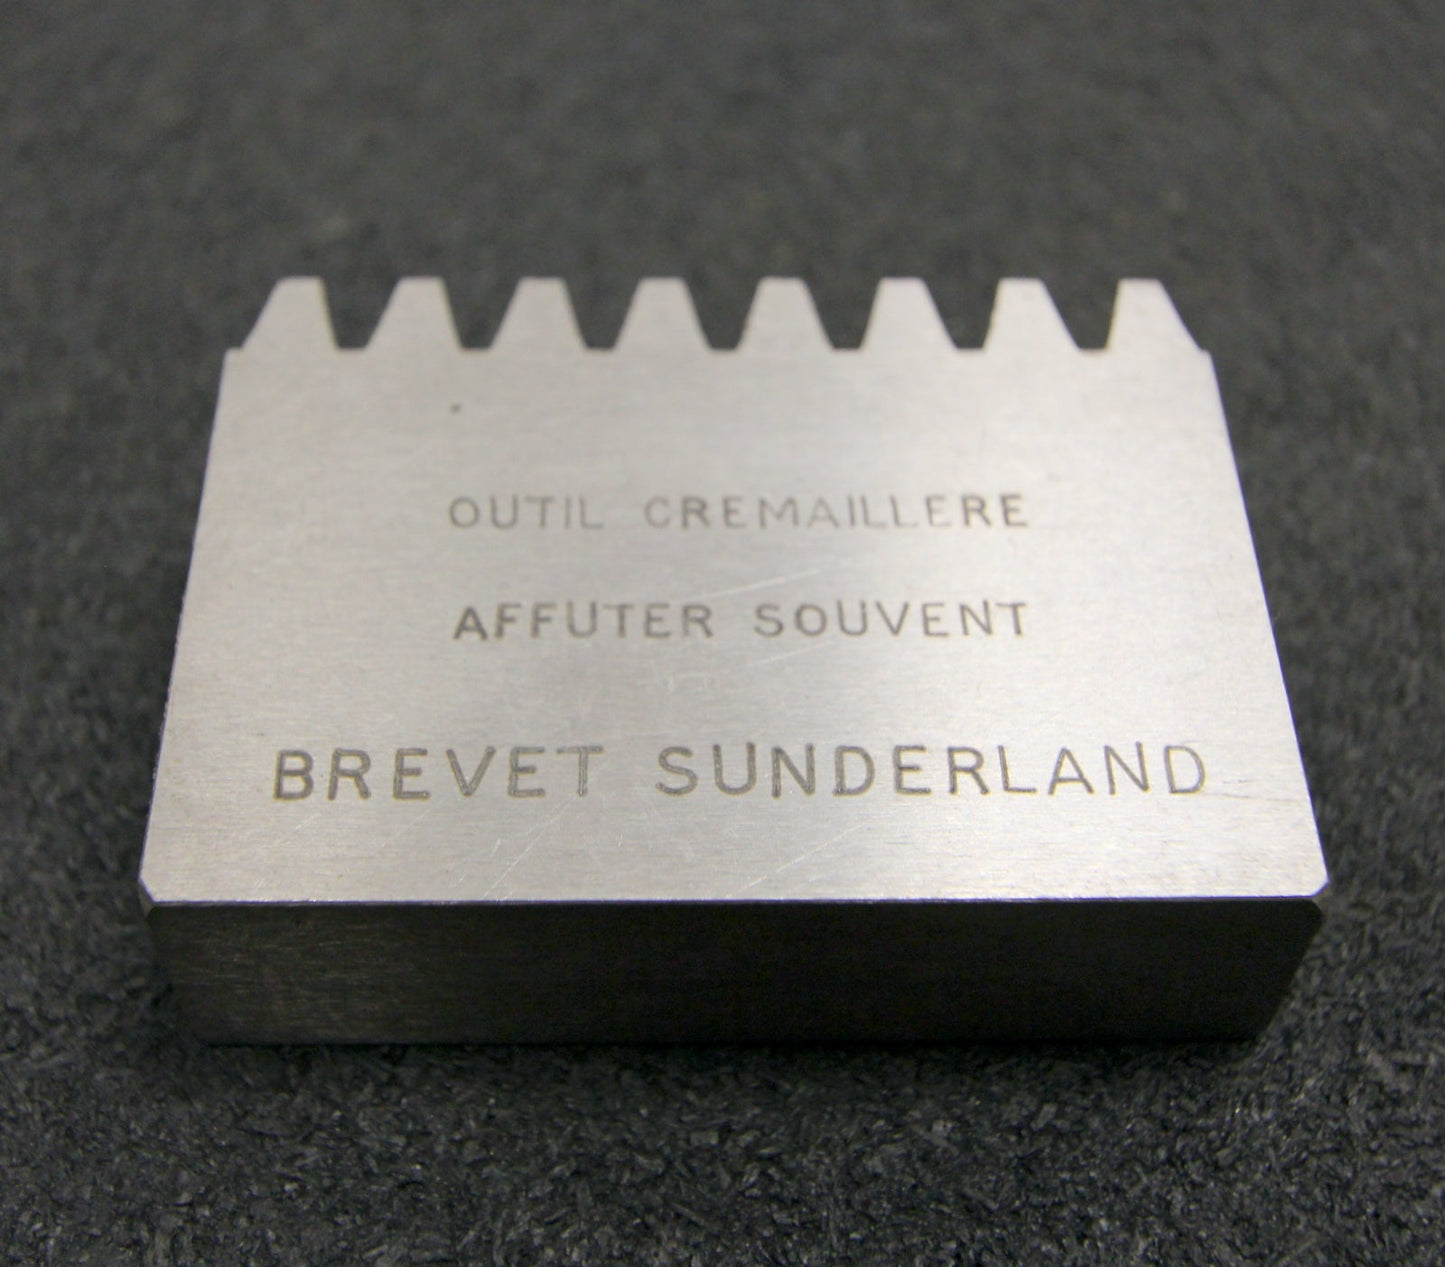 OUTIL CREMAILLERE
AFFUTER SOUVENT
BREVET SUNDERLAND